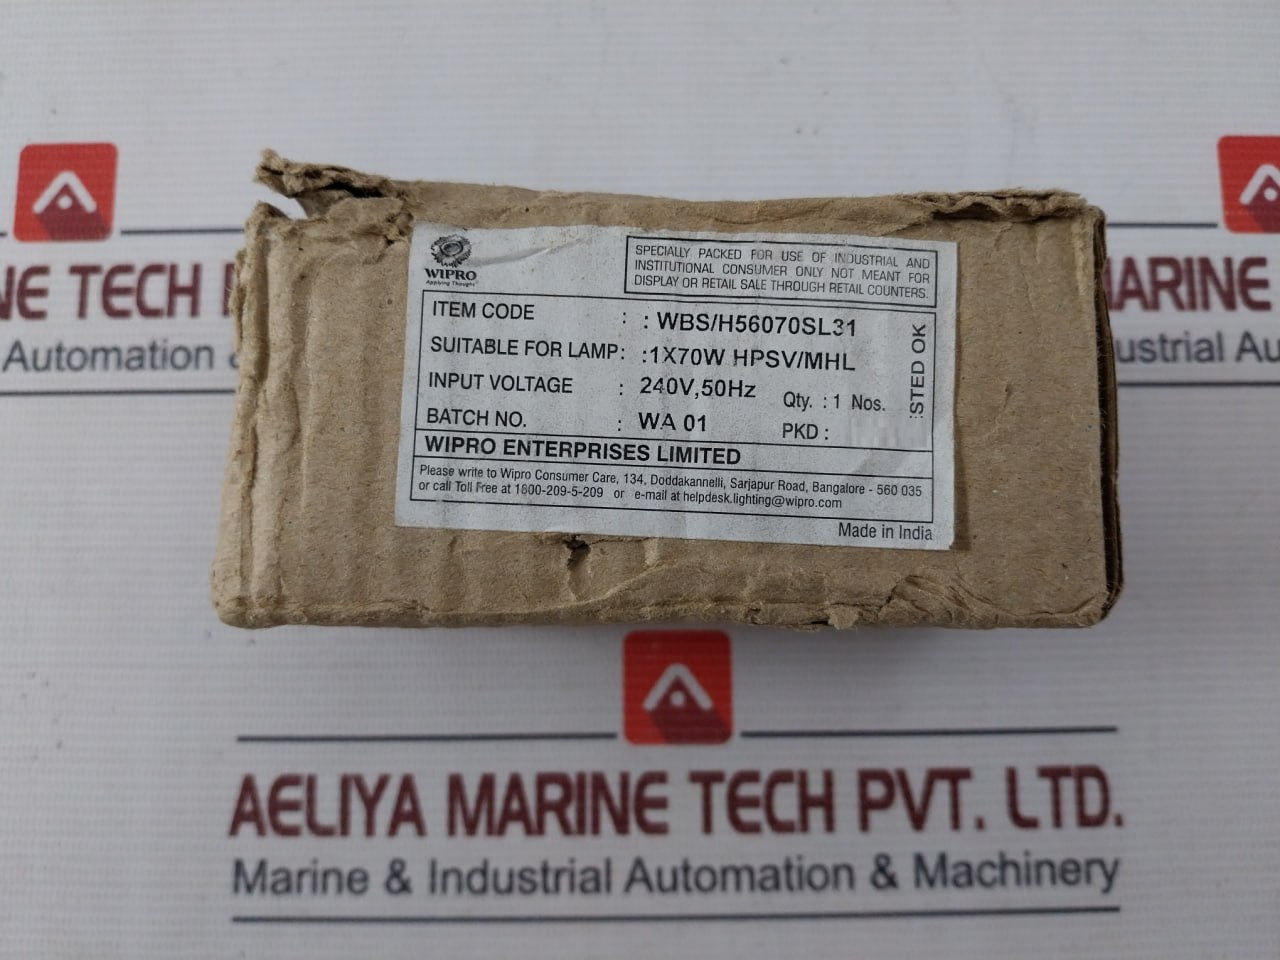 WIPRO
Applying Thought
SPECIALLY PACKED FOR USE OF INDUSTRIAL AND
INSTITUTIONAL CONSUMER ONLY NOT MEANT FOR
DISPLAY OR RETAIL SALE THROUGH RETAIL COUNTERS.
ITEM CODE : : WBS/H56070SL31
SUITABLE FOR LAMP: :1X70W HPSV/MHL
INPUT VOLTAGE : 240V,50Hz
Qty. : 1 Nos.
BATCH NO. : WA 01
PKD :
STED OK
WIPRO ENTERPRISES LIMITED
Please write to Wipro Consumer Care, 134, Doddakannelli, Sarjapur Road, Bangalore - 560 035
or call Toll Free at 1800-209-5-209 or e-mail at helpdesk.lighting@wipro.com
Made in India
NE TECH P
Automation &
ARINE
ustrial Au
AELIYA MARINE TECH PVT. LTD.
Marine & Industrial Automation & Machinery